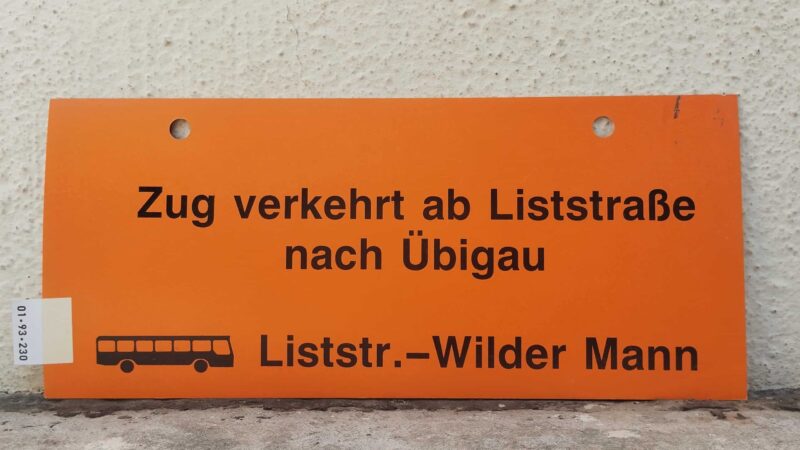 Zug verkehrt ab Liststraße
nach Übigau
Liststr.–Wilder Mann
01·93·230